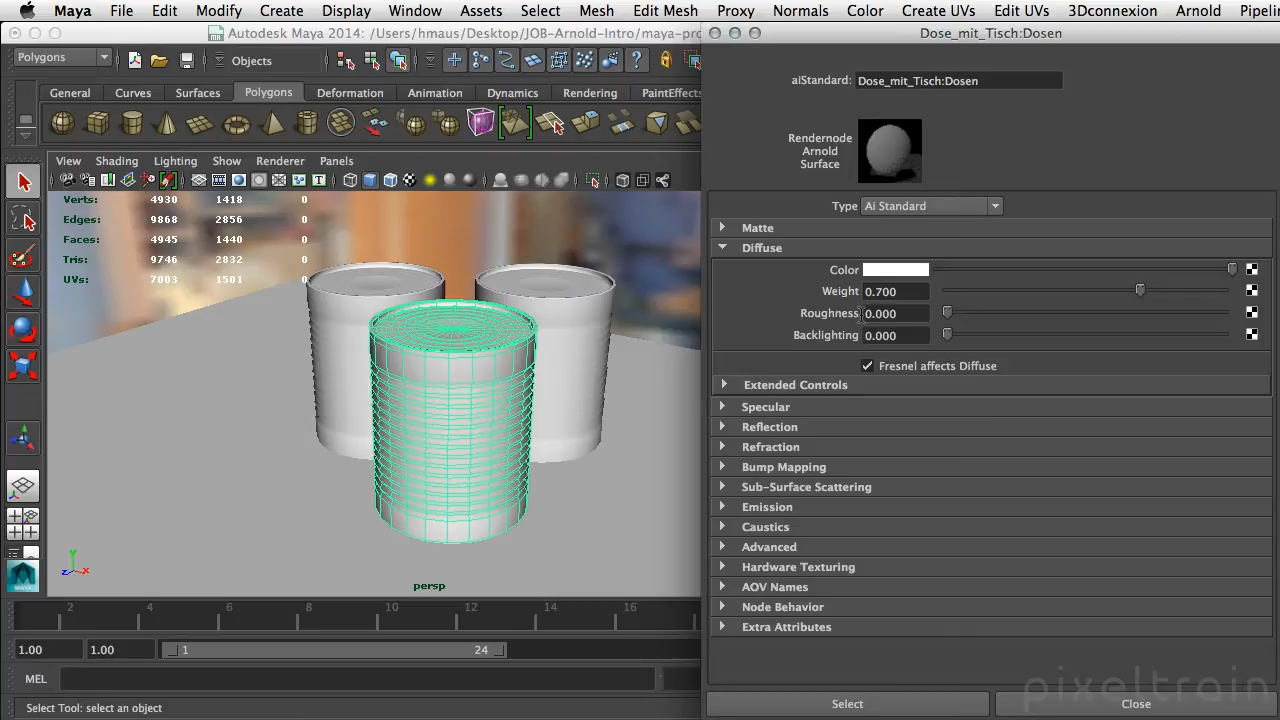 Maya File Edit Modify Create Display Window Assets Select Mesh Edit Mesh Proxy Normals Color Create UVs Edit UVs 3Dconnexion Arnold Pipelin
Autodesk Maya 2014: /Users/hmaus/Desktop/JOB-Arnold-Intro/maya-pro
Dose_mit_Tisch:Dosen
Polygons
Objects
General Curves Surfaces Polygons Deformation Animation Dynamics Rendering PaintEffects
View Shading Lighting Show Renderer Panels
Verts: 4930 1418 0
Edges: 9868 2856 0
Faces: 4945 1440 0
Tris: 9746 2832 0
UVs: 7003 1501 0
persp
y
z x
2 4 6 8 10 12 14 16
1.00 1.00 1 24
MEL
Select Tool: select an object
aiStandard: Dose_mit_Tisch:Dosen
Rendernode
Arnold
Surface
Type Ai Standard
Matte
Diffuse
Color
Weight 0.700
Roughness 0.000
Backlighting 0.000
Fresnel affects Diffuse
Extended Controls
Specular
Reflection
Refraction
Bump Mapping
Sub-Surface Scattering
Emission
Caustics
Advanced
Hardware Texturing
AOV Names
Node Behavior
Extra Attributes
pixeltrain
Select Close